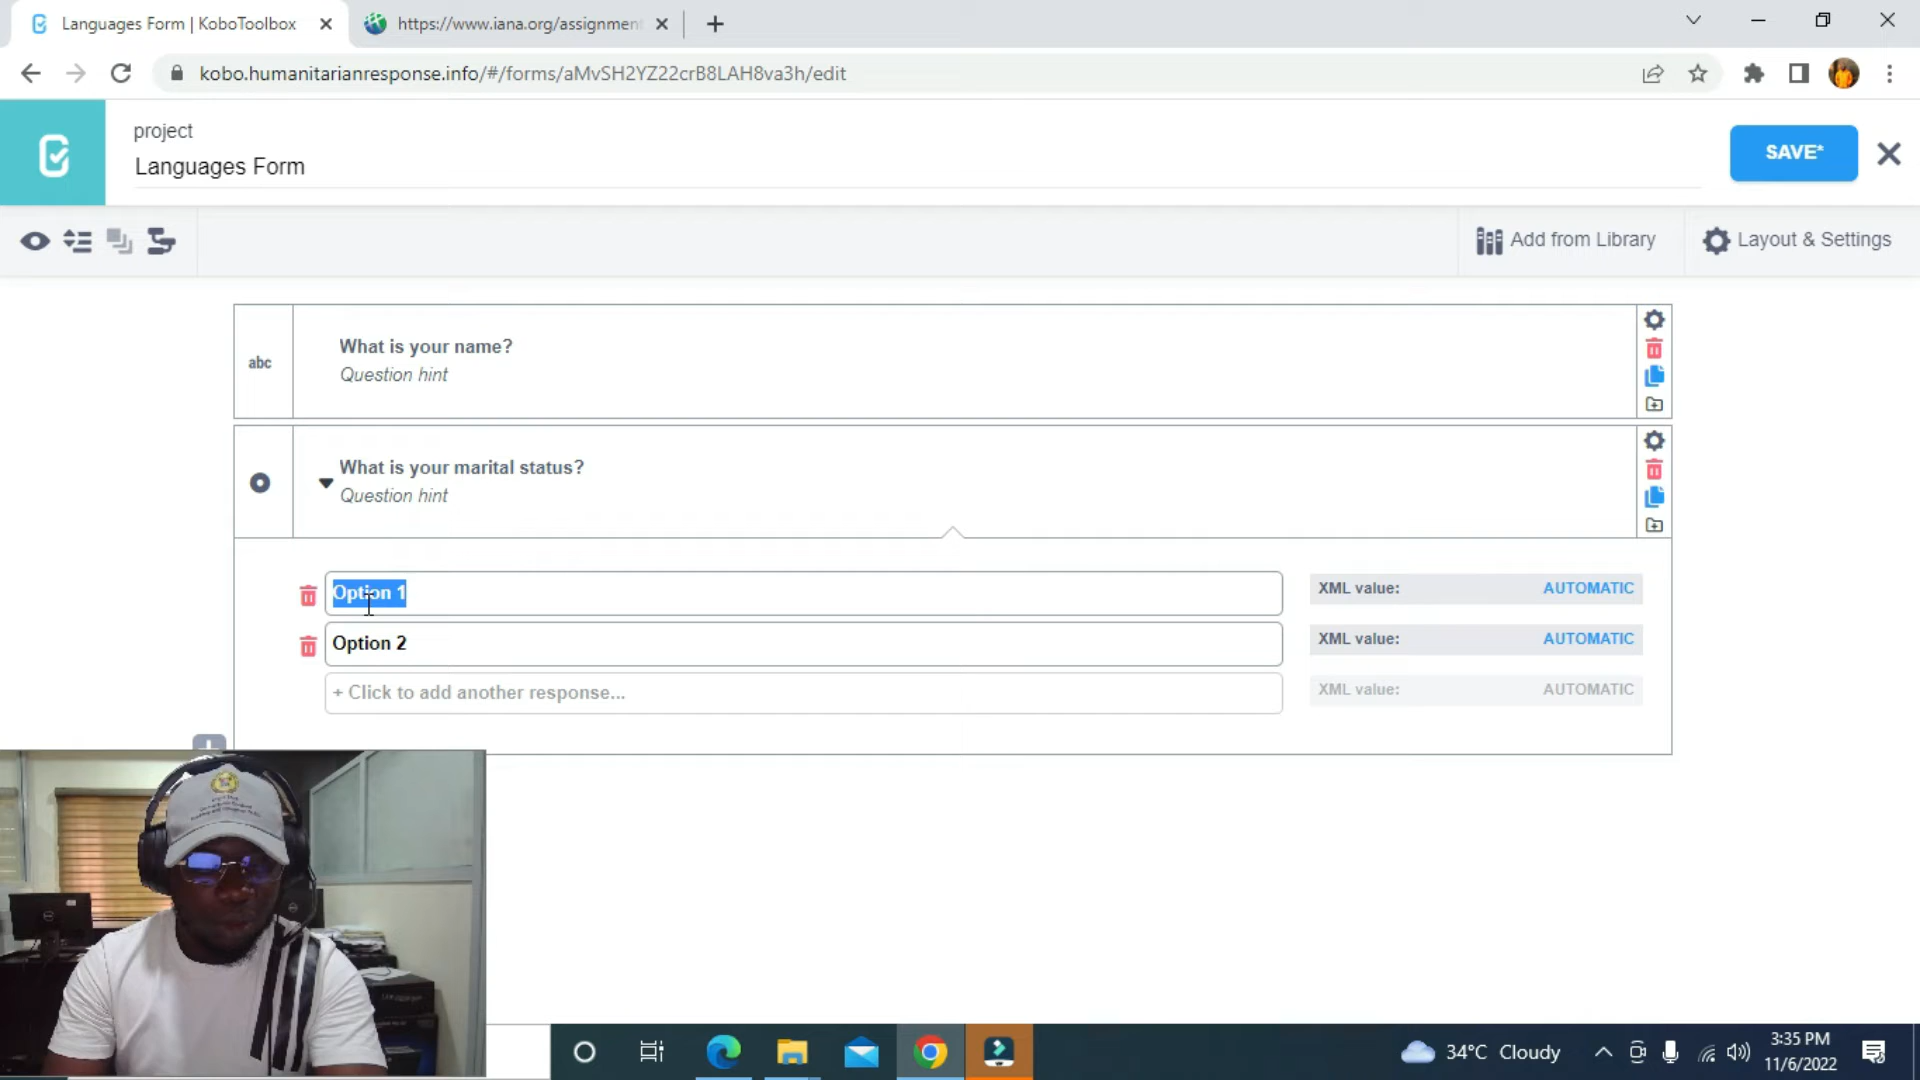 Languages Form | KoboToolbox
https://www.iana.org/assignment
kobo.humanitarianresponse.info/#/forms/aMvSH2YZ22crB8LAH8va3h/edit
project
Languages Form
SAVE*
Add from Library
Layout & Settings
abc
What is your name?
Question hint
What is your marital status?
Question hint
Option 1
XML value:
AUTOMATIC
Option 2
XML value:
AUTOMATIC
+ Click to add another response...
XML value:
AUTOMATIC
34°C Cloudy
3:35 PM
11/6/2022